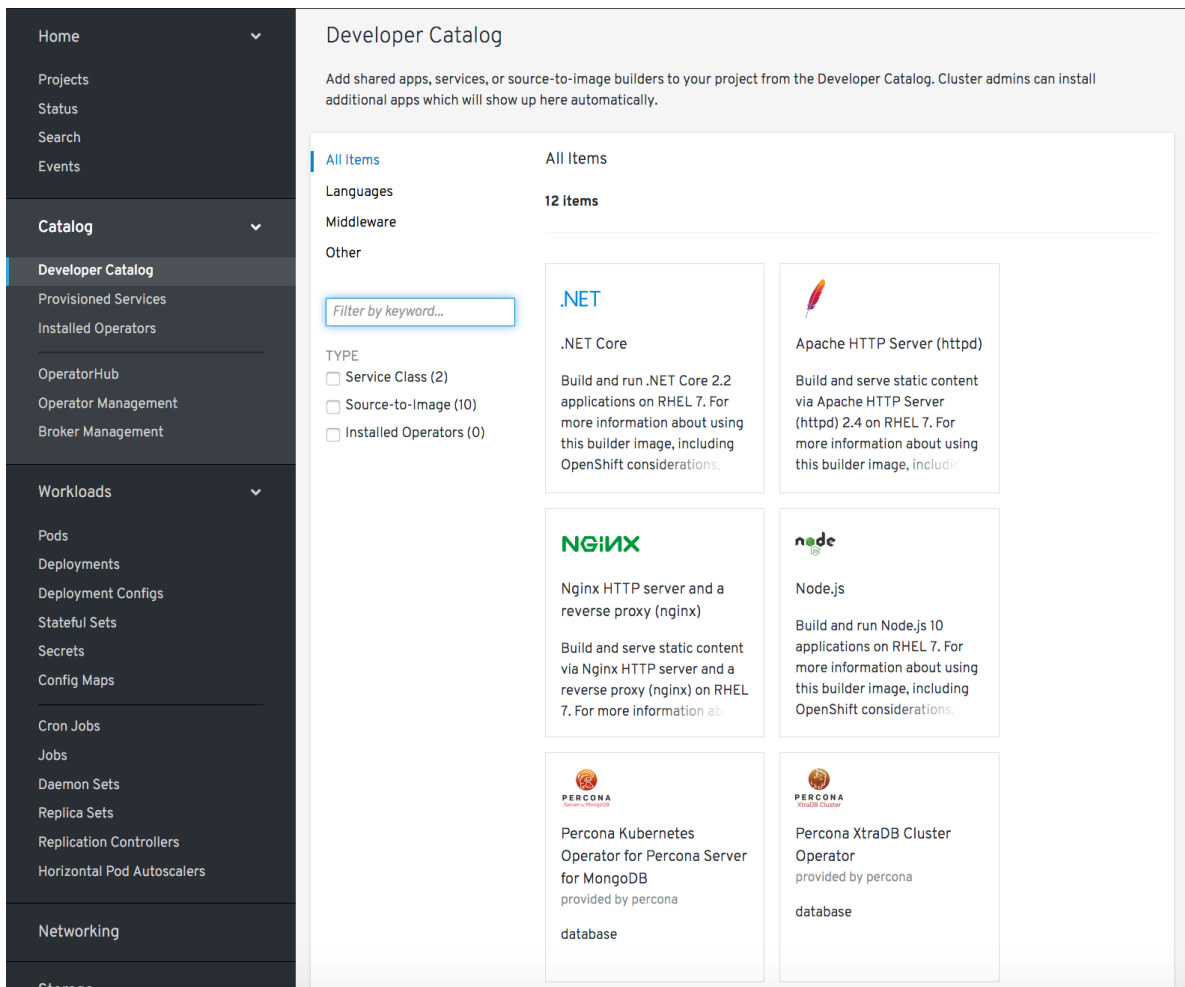 Home
Projects
Status
Search
Events
Catalog
Developer Catalog
Provisioned Services
Installed Operators
OperatorHub
Operator Management
Broker Management
Workloads
Pods
Deployments
Deployment Configs
Stateful Sets
Secrets
Config Maps
Cron Jobs
Jobs
Daemon Sets
Replica Sets
Replication Controllers
Horizontal Pod Autoscalers
Networking
Storage
Developer Catalog
Add shared apps, services, or source-to-image builders to your project from the Developer Catalog. Cluster admins can install
additional apps which will show up here automatically.
All Items
Languages
Middleware
Other
Filter by keyword...
TYPE
Service Class (2)
Source-to-Image (10)
Installed Operators (0)
All Items
12 items
.NET
.NET Core
Build and run .NET Core 2.2
applications on RHEL 7. For
more information about using
this builder image, including
OpenShift considerations,
Apache HTTP Server (httpd)
Build and serve static content
via Apache HTTP Server
(httpd) 2.4 on RHEL 7. For
more information about using
this builder image, includin
NGINX
Nginx HTTP server and a
reverse proxy (nginx)
Build and serve static content
via Nginx HTTP server and a
reverse proxy (nginx) on RHEL
7. For more information ab
node
JS
Node.js
Build and run Node.js 10
applications on RHEL 7. For
more information about using
this builder image, including
OpenShift considerations,
PERCONA
Server for MongoDB
Percona Kubernetes
Operator for Percona Server
for MongoDB
provided by percona
database
PERCONA
XtraDB Cluster
Percona XtraDB Cluster
Operator
provided by percona
database